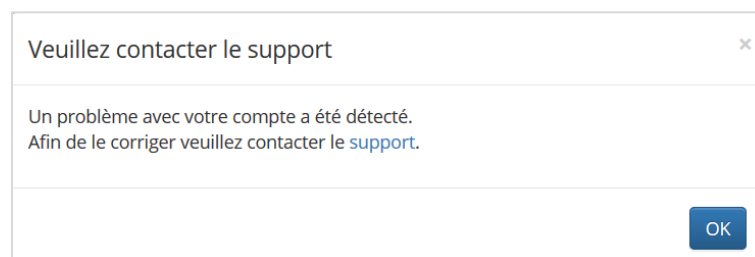 Veuillez contacter le support
×
Un problème avec votre compte a été détecté.
Afin de le corriger veuillez contacter le support.
OK